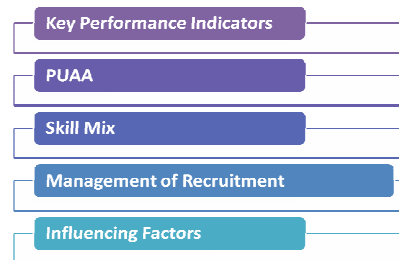 Key Performance Indicators
PUAA
Skill Mix
Management of Recruitment
Influencing Factors